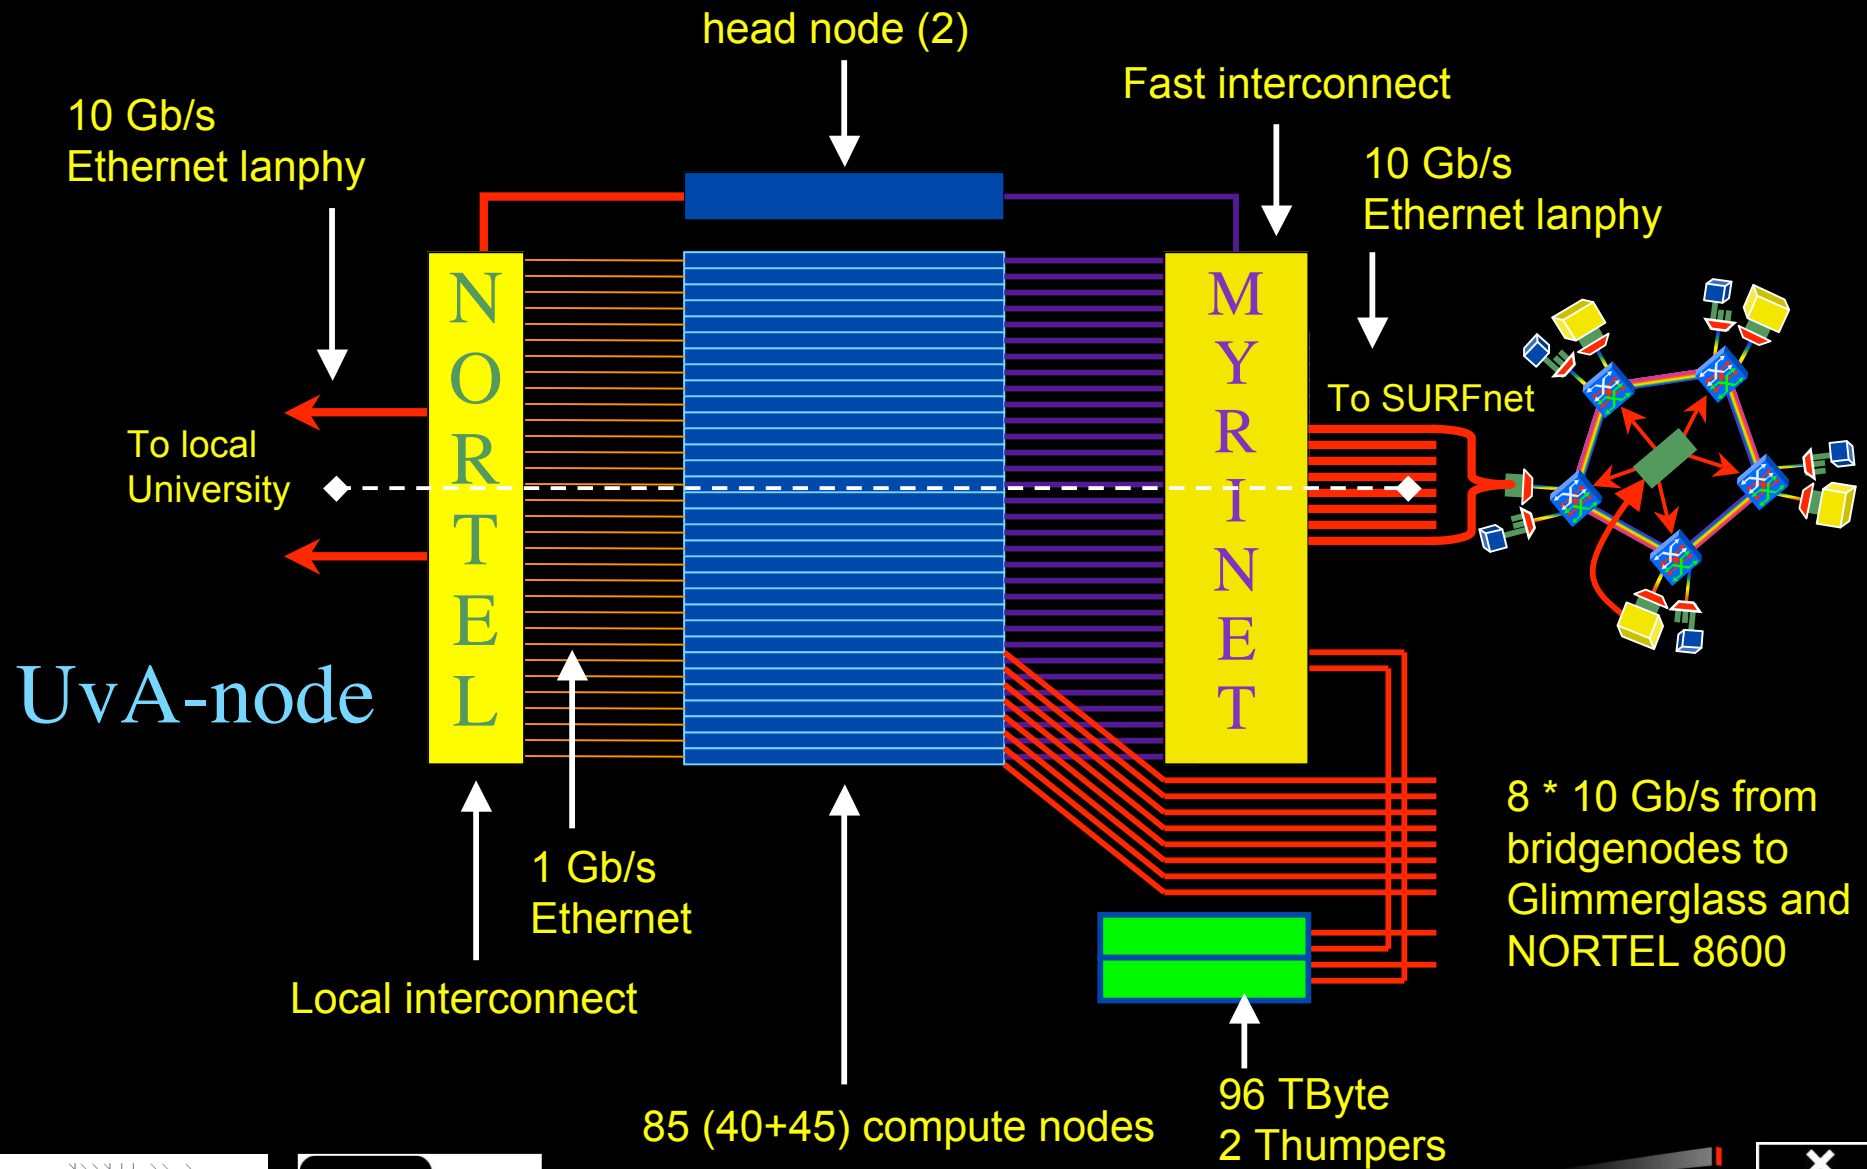 head node (2)
Fast interconnect
10 Gb/s
Ethernet lanphy
10 Gb/s
Ethernet lanphy
NORTEL
MYRINET
To SURFnet
To local
University
UvA-node
1 Gb/s
Ethernet
Local interconnect
8 * 10 Gb/s from
bridgenodes to
Glimmerglass and
NORTEL 8600
85 (40+45) compute nodes
96 TByte
2 Thumpers